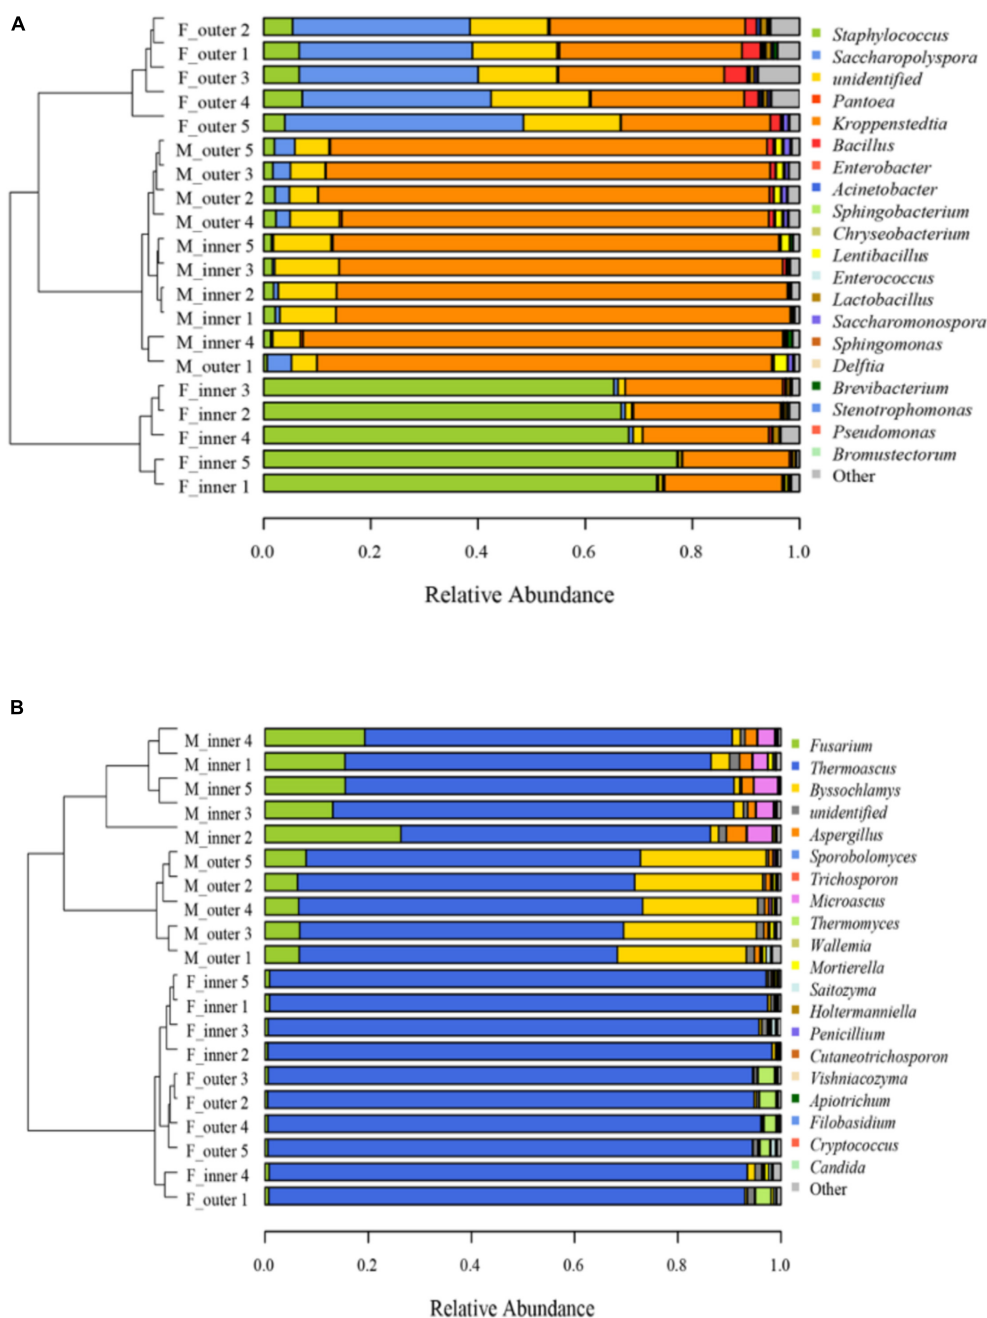 A
F_outer 2
F_outer 1
F_outer 3
F_outer 4
F_outer 5
M_outer 5
M_outer 3
M_outer 2
M_outer 4
M_inner 5
M_inner 3
M_inner 2
M_inner 1
M_inner 4
M_outer 1
F_inner 3
F_inner 2
F_inner 4
F_inner 5
F_inner 1
Staphylococcus
Saccharopolyspora
unidentified
Pantoea
Kroppenstedtia
Bacillus
Enterobacter
Acinetobacter
Sphingobacterium
Chryseobacterium
Lentibacillus
Enterococcus
Lactobacillus
Saccharomonospora
Sphingomonas
Delftia
Brevibacterium
Stenotrophomonas
Pseudomonas
Bromustectorum
Other
0.0 0.2 0.4 0.6 0.8 1.0
Relative Abundance
B
M_inner 4
M_inner 1
M_inner 5
M_inner 3
M_inner 2
M_outer 5
M_outer 2
M_outer 4
M_outer 3
M_outer 1
F_inner 5
F_inner 1
F_inner 3
F_inner 2
F_outer 3
F_outer 2
F_outer 4
F_outer 5
F_inner 4
F_outer 1
Fusarium
Thermoascus
Byssochlamys
unidentified
Aspergillus
Sporobolomyces
Trichosporon
Microascus
Thermomyces
Wallemia
Mortierella
Saitozyma
Holtermanniella
Penicillium
Cutaneotrichosporon
Vishniacozyma
Apiotrichum
Filobasidium
Cryptococcus
Candida
Other
0.0 0.2 0.4 0.6 0.8 1.0
Relative Abundance